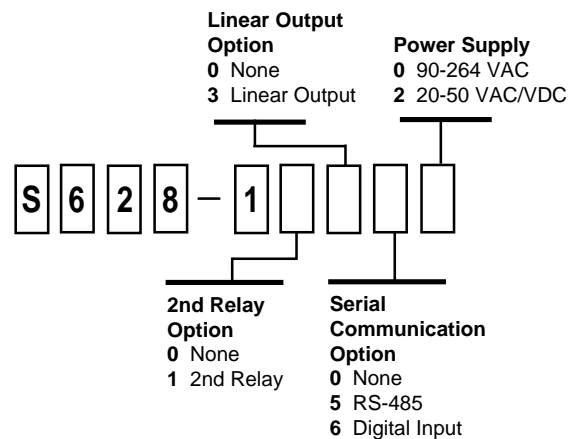 Linear Output
Option
0 None
3 Linear Output
Power Supply
0 90-264 VAC
2 20-50 VAC/VDC
S 6 2 8 – 1
2nd Relay
Option
0 None
1 2nd Relay
Serial
Communication
Option
0 None
5 RS-485
6 Digital Input